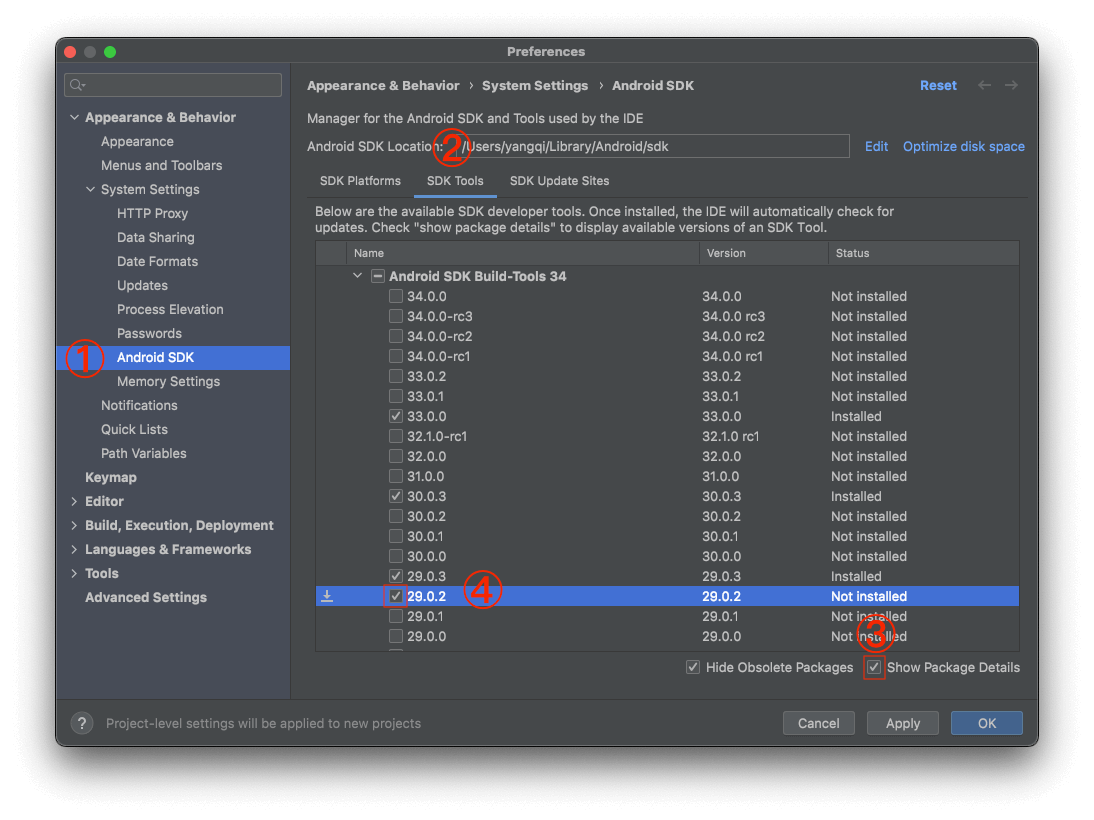 Preferences
Appearance & Behavior › System Settings › Android SDK
Reset
Manager for the Android SDK and Tools used by the IDE
②
Android SDK Location: /Users/yangqi/Library/Android/sdk
Edit
Optimize disk space
SDK Platforms
SDK Tools
SDK Update Sites
Below are the available SDK developer tools. Once installed, the IDE will automatically check for
updates. Check "show package details" to display available versions of an SDK Tool.
Name Version Status
Android SDK Build-Tools 34
34.0.0 34.0.0 Not installed
34.0.0-rc3 34.0.0 rc3 Not installed
34.0.0-rc2 34.0.0 rc2 Not installed
34.0.0-rc1 34.0.0 rc1 Not installed
33.0.2 33.0.2 Not installed
33.0.1 33.0.1 Not installed
33.0.0 33.0.0 Installed
32.1.0-rc1 32.1.0 rc1 Not installed
32.0.0 32.0.0 Not installed
31.0.0 31.0.0 Not installed
30.0.3 30.0.3 Installed
30.0.2 30.0.2 Not installed
30.0.1 30.0.1 Not installed
30.0.0 30.0.0 Not installed
29.0.3 29.0.3 Installed
④
29.0.2 29.0.2 Not installed
29.0.1 29.0.1 Not installed
29.0.0 29.0.0 Not installed
③
Hide Obsolete Packages
Show Package Details
Appearance & Behavior
Appearance
Menus and Toolbars
System Settings
HTTP Proxy
Data Sharing
Date Formats
Updates
Process Elevation
Passwords
①
Android SDK
Memory Settings
Notifications
Quick Lists
Path Variables
Keymap
Editor
Build, Execution, Deployment
Languages & Frameworks
Tools
Advanced Settings
?
Project-level settings will be applied to new projects
Cancel
Apply
OK